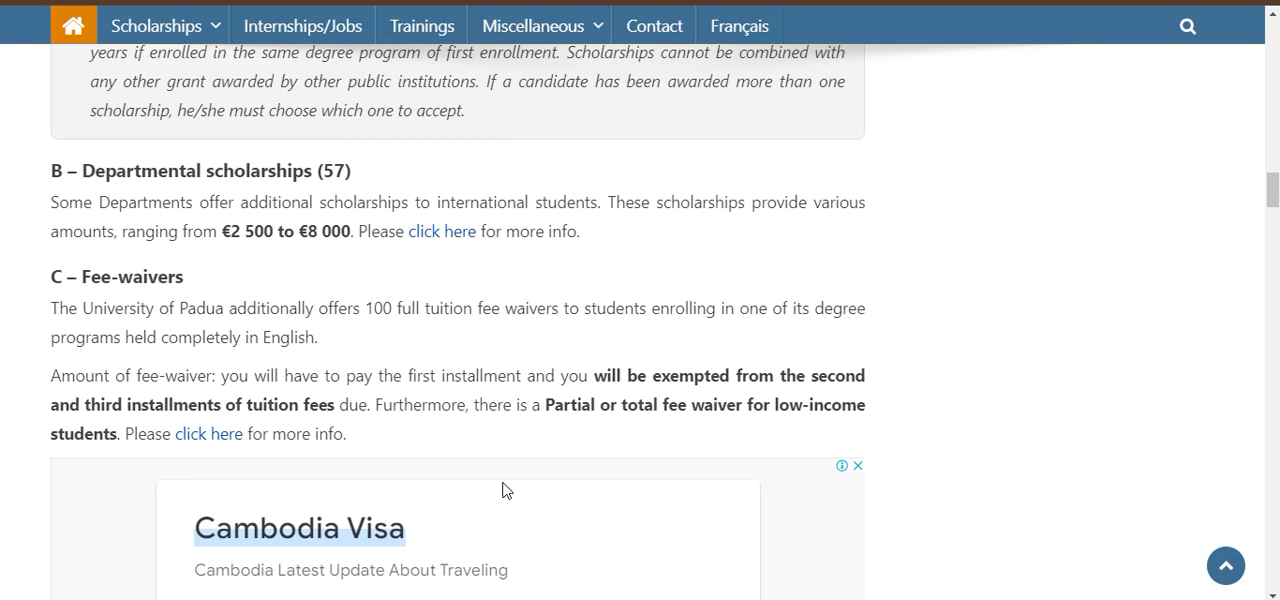 Scholarships Internships/Jobs Trainings Miscellaneous Contact Français
years if enrolled in the same degree program of first enrollment. Scholarships cannot be combined with
any other grant awarded by other public institutions. If a candidate has been awarded more than one
scholarship, he/she must choose which one to accept.
B – Departmental scholarships (57)
Some Departments offer additional scholarships to international students. These scholarships provide various
amounts, ranging from €2 500 to €8 000. Please click here for more info.
C – Fee-waivers
The University of Padua additionally offers 100 full tuition fee waivers to students enrolling in one of its degree
programs held completely in English.
Amount of fee-waiver: you will have to pay the first installment and you will be exempted from the second
and third installments of tuition fees due. Furthermore, there is a Partial or total fee waiver for low-income
students. Please click here for more info.
Cambodia Visa
Cambodia Latest Update About Traveling